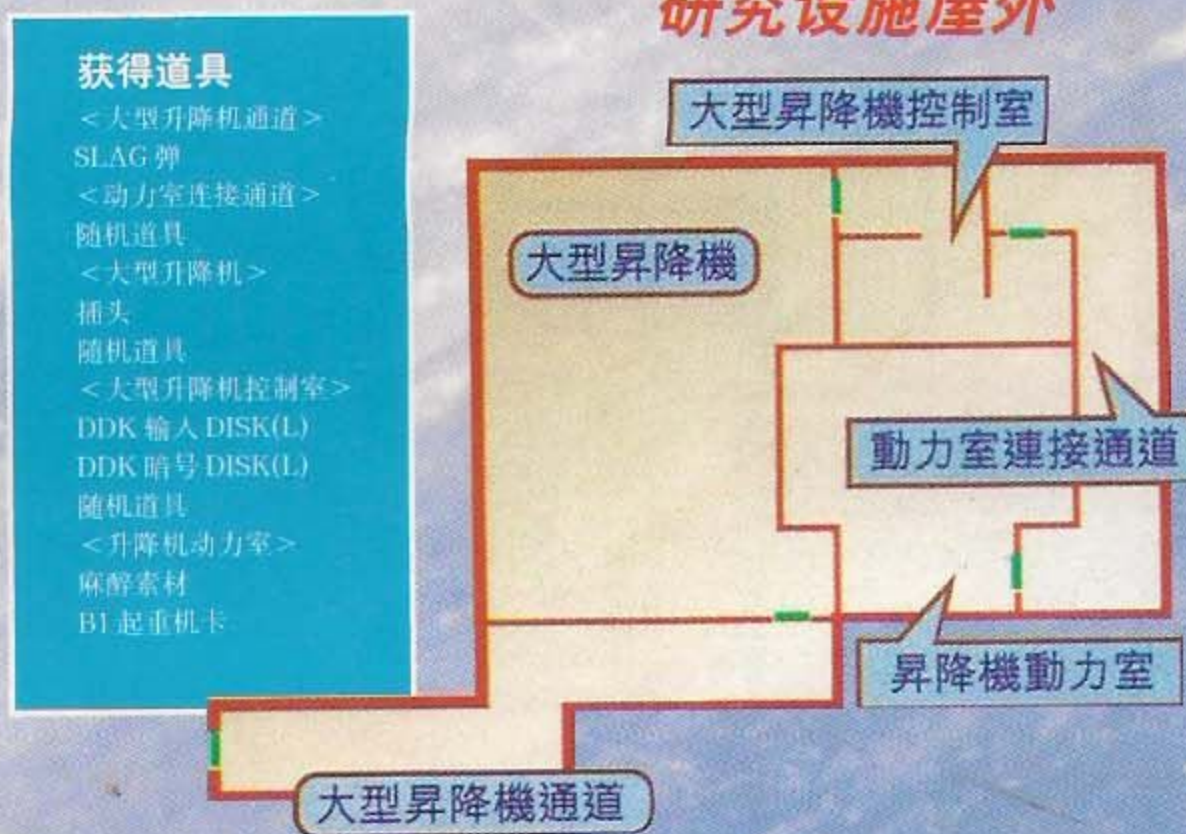 研究设施屋外
获得道具
<大型升降机通道>
SLAG 弹
<动力室连接通道>
随机道具
<大型升降机>
插头
随机道具
<大型升降机控制室>
DDK 输入 DISK(L)
DDK 暗号 DISK(L)
随机道具
<升降机动力室>
麻醉素材
B1 起重机卡
大型昇降機控制室
大型昇降機
動力室連接通道
昇降機動力室
大型昇降機通道